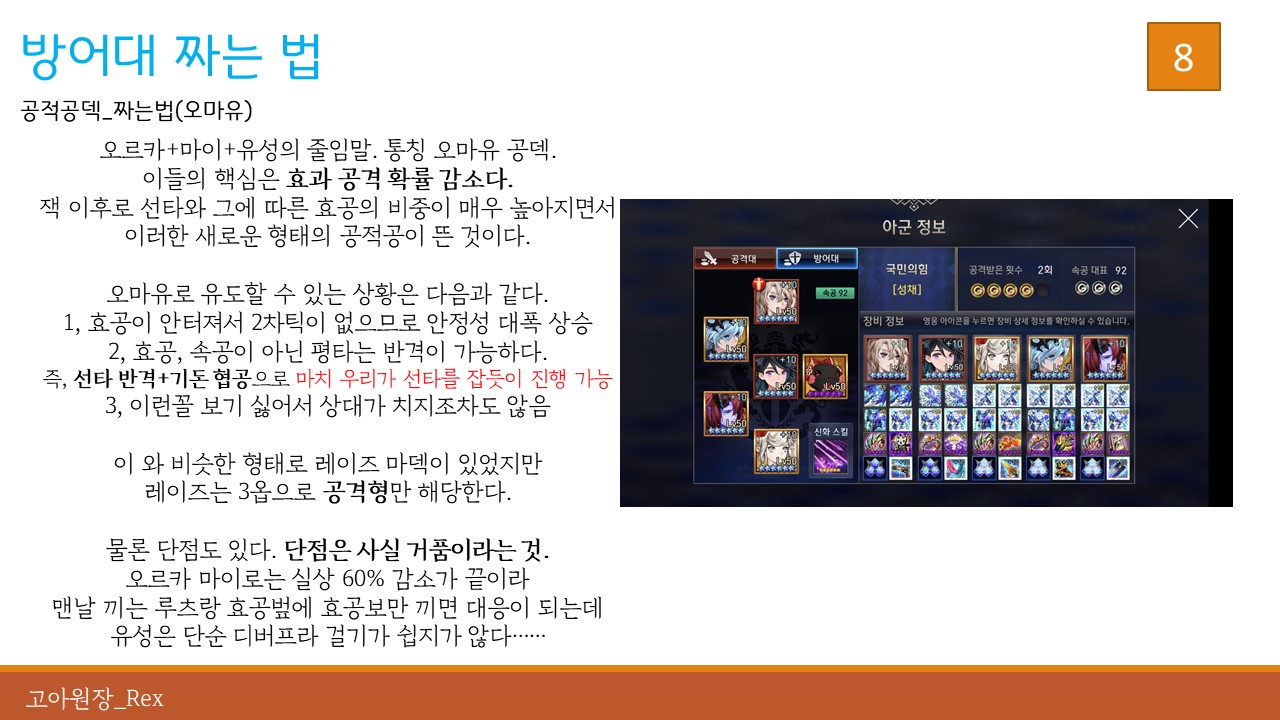 방어대 짜는 법
8
공적공덱_짜는법(오마유)
오르카+마이+유성의 줄임말. 통칭 오마유 공덱.
이들의 핵심은 효과 공격 확률 감소다.
잭 이후로 선타와 그에 따른 효공의 비중이 매우 높아지면서
이러한 새로운 형태의 공적공이 뜬 것이다.
오마유로 유도할 수 있는 상황은 다음과 같다.
1, 효공이 안터져서 2차틱이 없으므로 안정성 대폭 상승
2, 효공, 속공이 아닌 평타는 반격이 가능하다.
즉, 선타 반격+기돈 협공으로 마치 우리가 선타를 잡듯이 진행 가능
3, 이런꼴 보기 싫어서 상대가 치지조차도 않음
이 와 비슷한 형태로 레이즈 마덱이 있었지만
레이즈는 3옵으로 공격형만 해당한다.
물론 단점도 있다. 단점은 사실 거품이라는 것.
오르카 마이로는 실상 60% 감소가 끝이라
맨날 끼는 루츠랑 효공벞에 효공보만 끼면 대응이 되는데
유성은 단순 디버프라 걸기가 쉽지가 않다……
아군 정보
공격대 방어대
국민의힘
[성채]
공격받은 횟수 2회
속공 대표 92
속공 92
장비 정보 영웅 아이콘을 누르면 장비 상세 정보를 확인하실 수 있습니다.
+10 Lv50
+10 Lv50
+10 Lv50
Lv50
+10 Lv50
+10 Lv50
신화 스킬
고아원장_Rex